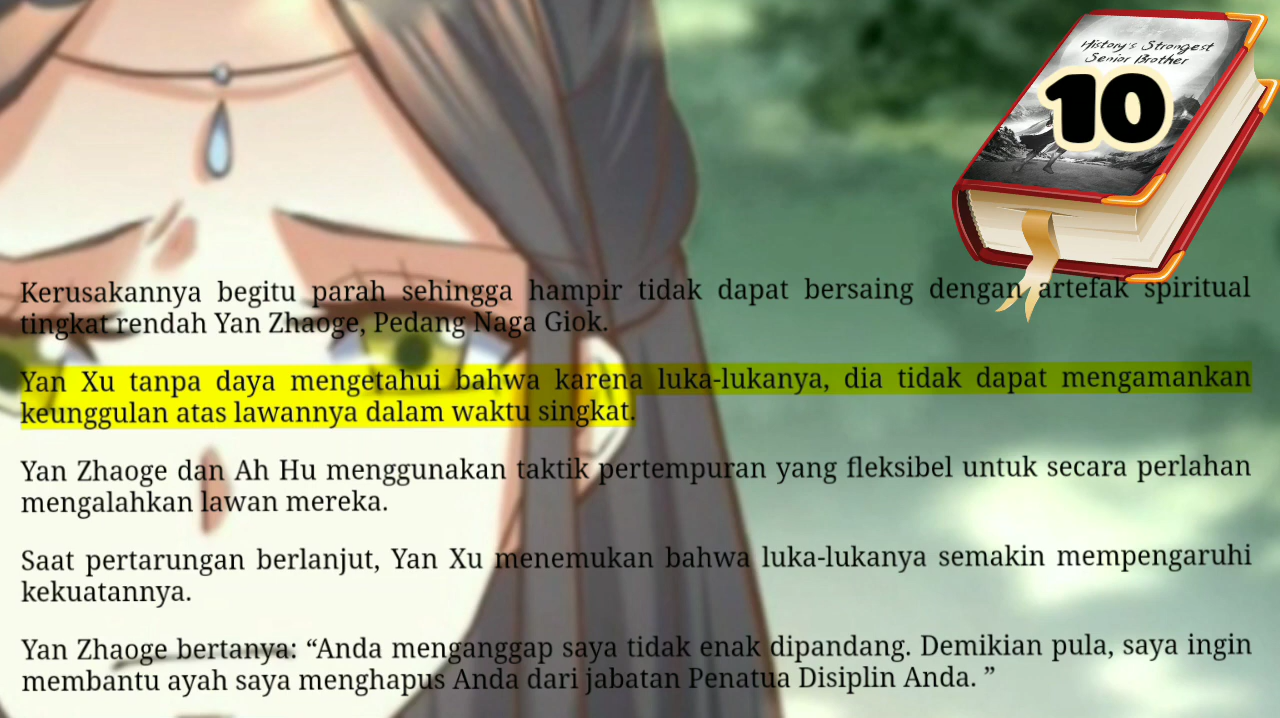 History's Strongest
Senior Brother
10
Kerusakannya begitu parah sehingga hampir tidak dapat bersaing dengan artefak spiritual
tingkat rendah Yan Zhaoge, Pedang Naga Giok.
Yan Xu tanpa daya mengetahui bahwa karena luka-lukanya, dia tidak dapat mengamankan
keunggulan atas lawannya dalam waktu singkat.
Yan Zhaoge dan Ah Hu menggunakan taktik pertempuran yang fleksibel untuk secara perlahan
mengalahkan lawan mereka.
Saat pertarungan berlanjut, Yan Xu menemukan bahwa luka-lukanya semakin mempengaruhi
kekuatannya.
Yan Zhaoge bertanya: “Anda menganggap saya tidak enak dipandang. Demikian pula, saya ingin
membantu ayah saya menghapus Anda dari jabatan Penatua Disiplin Anda. ”